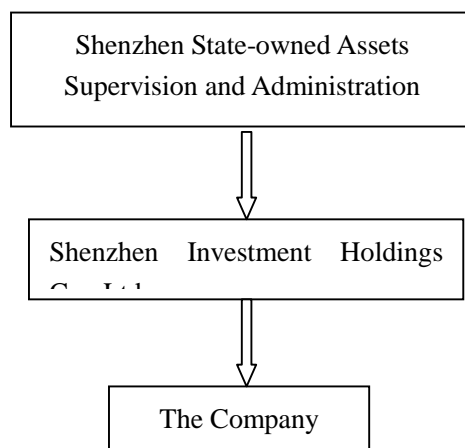 Shenzhen State-owned Assets
Supervision and Administration
Shenzhen Investment Holdings
The Company